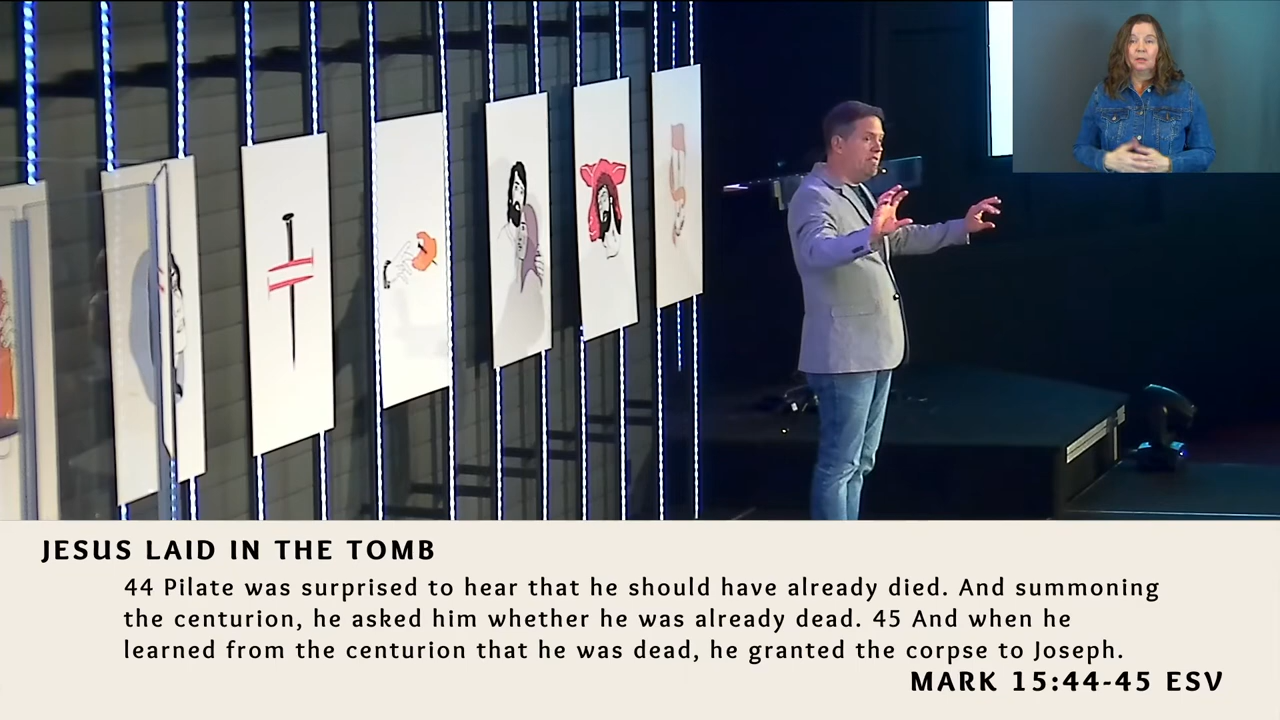 JESUS LAID IN THE TOMB
44 Pilate was surprised to hear that he should have already died. And summoning
the centurion, he asked him whether he was already dead. 45 And when he
learned from the centurion that he was dead, he granted the corpse to Joseph.
MARK 15:44-45 ESV